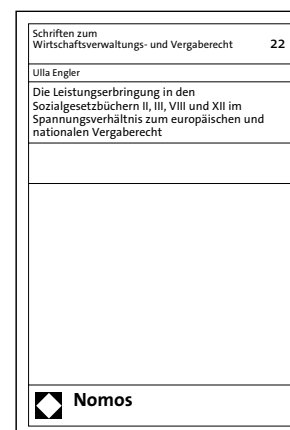 Schriften zum
Wirtschaftsverwaltungs- und Vergaberecht 22
Ulla Engler
Die Leistungserbringung in den
Sozialgesetzbüchern II, III, VIII und XII im
Spannungsverhältnis zum europäischen und
nationalen Vergaberecht
Nomos